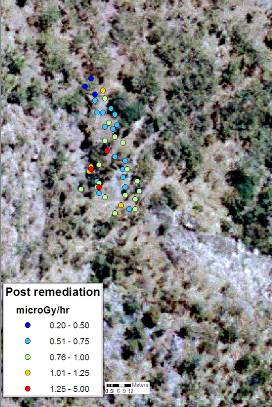 Post remediation
microGy/hr
0.20 - 0.50
0.51 - 0.75
0.76 - 1.00
1.01 - 1.25
1.25 - 5.00
Meters